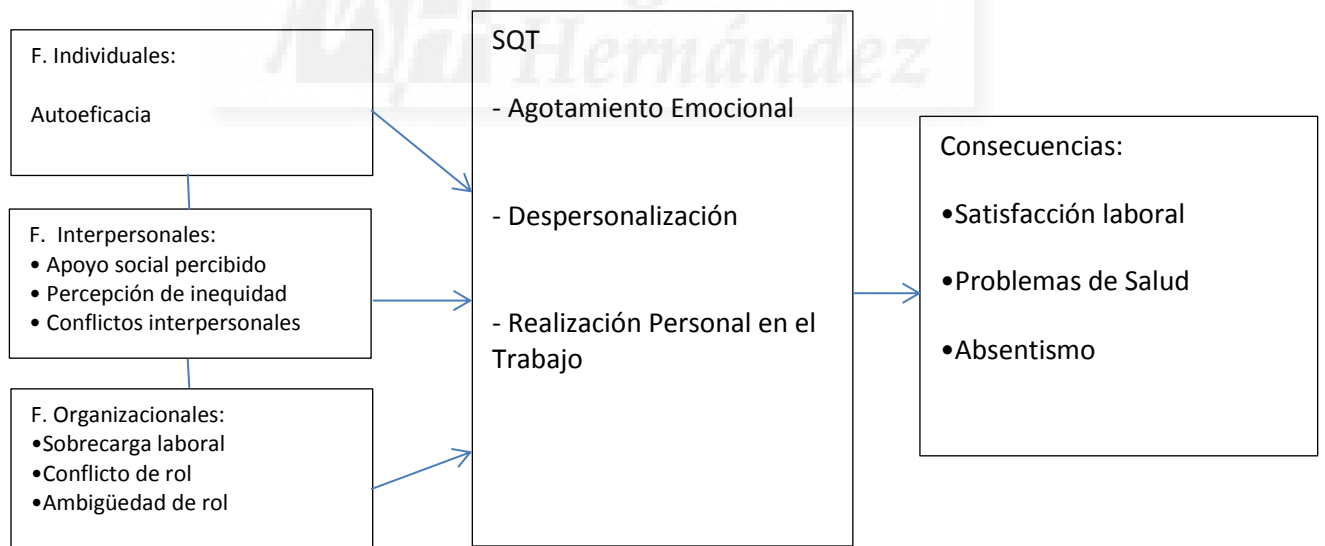 Hernández
F. Individuales:
Autoeficacia
F.  Interpersonales:
• Apoyo social percibido
• Percepción de inequidad
• Conflictos interpersonales
F. Organizacionales:
•Sobrecarga laboral
•Conflicto de rol
•Ambigüedad de rol
SQT
- Agotamiento Emocional
- Despersonalización
- Realización Personal en el
Trabajo
Consecuencias:
•Satisfacción laboral
•Problemas de Salud
•Absentismo